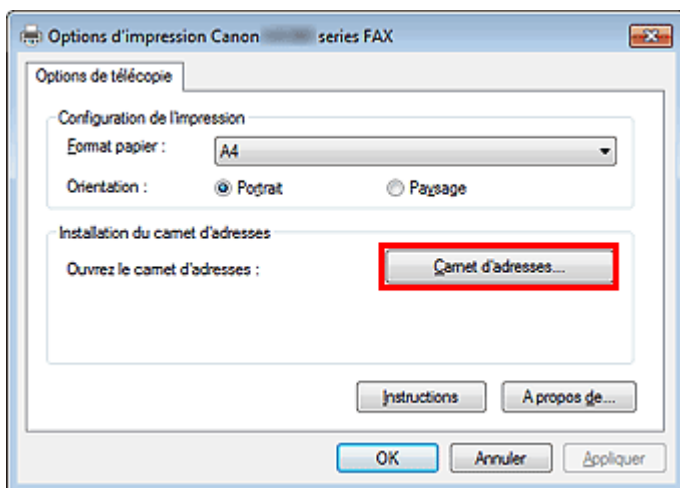 Options d'impression Canon series FAX
Options de télécopie
Configuration de l'impression
Format papier : A4
Orientation : Portrait Paysage
Installation du carnet d'adresses
Ouvrez le carnet d'adresses : Carnet d'adresses...
Instructions A propos de...
OK Annuler Appliquer